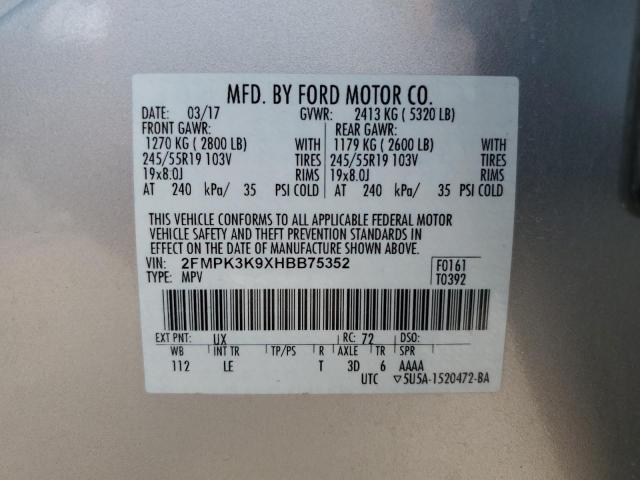 MFD. BY FORD MOTOR CO.
DATE: 03/17 GVWR: 2413 KG ( 5320 LB)
FRONT GAWR: REAR GAWR:
1270 KG ( 2800 LB) WITH 1179 KG ( 2600 LB) WITH
245/55R19 103V TIRES 245/55R19 103V TIRES
19x8.0J RIMS 19x8.0J RIMS
AT 240 kPa/ 35 PSI COLD AT 240 kPa/ 35 PSI COLD
THIS VEHICLE CONFORMS TO ALL APPLICABLE FEDERAL MOTOR
VEHICLE SAFETY AND THEFT PREVENTION STANDARDS IN
EFFECT ON THE DATE OF MANUFACTURE SHOWN ABOVE.
VIN: 2FMPK3K9XHBB75352 F0161
TYPE: MPV T0392
EXT PNT: UX RC: 72 DSO:
WB INT TR TP/PS R AXLE TR SPR
112 LE T 3D 6 AAAA
UTC ▽5U5A-1520472-BA